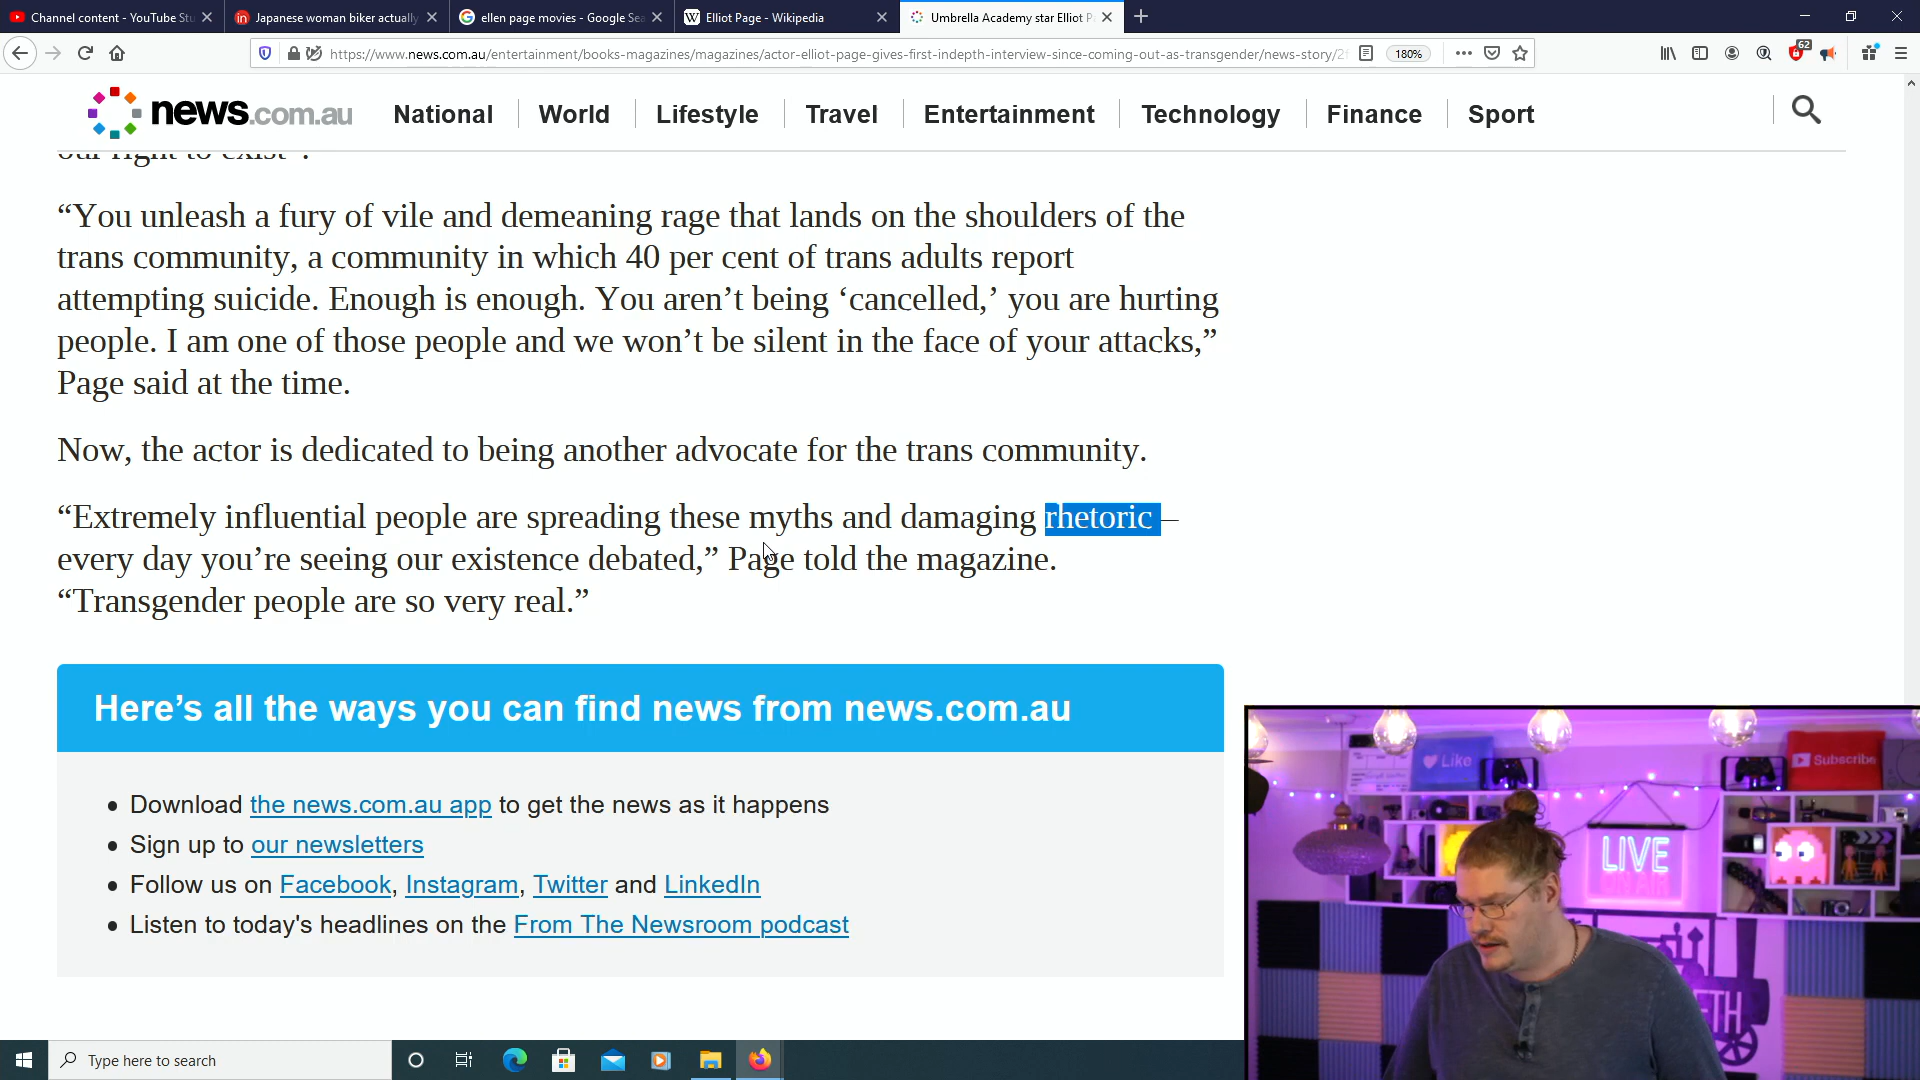 Channel content - YouTube Stu
Japanese woman biker actually
ellen page movies - Google Sea
Elliot Page - Wikipedia
Umbrella Academy star Elliot P
https://www.news.com.au/entertainment/books-magazines/magazines/actor-elliot-page-gives-first-indepth-interview-since-coming-out-as-transgender/news-story/2
180%
62
news.com.au
National
World
Lifestyle
Travel
Entertainment
Technology
Finance
Sport
our right to exist”.
“You unleash a fury of vile and demeaning rage that lands on the shoulders of the
trans community, a community in which 40 per cent of trans adults report
attempting suicide. Enough is enough. You aren’t being ‘cancelled,’ you are hurting
people. I am one of those people and we won’t be silent in the face of your attacks,”
Page said at the time.
Now, the actor is dedicated to being another advocate for the trans community.
“Extremely influential people are spreading these myths and damaging rhetoric –
every day you’re seeing our existence debated,” Page told the magazine.
“Transgender people are so very real.”
Here’s all the ways you can find news from news.com.au
Download the news.com.au app to get the news as it happens
Sign up to our newsletters
Follow us on Facebook, Instagram, Twitter and LinkedIn
Listen to today's headlines on the From The Newsroom podcast
Like
Subscribe
LIVE
Type here to search